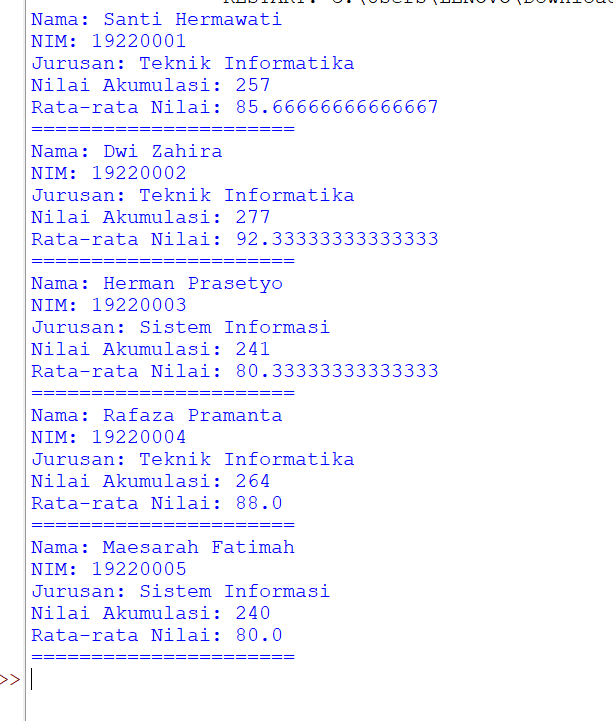 Nama: Santi Hermawati
NIM: 19220001
Jurusan: Teknik Informatika
Nilai Akumulasi: 257
Rata-rata Nilai: 85.66666666666667
======================
Nama: Dwi Zahira
NIM: 19220002
Jurusan: Teknik Informatika
Nilai Akumulasi: 277
Rata-rata Nilai: 92.33333333333333
======================
Nama: Herman Prasetyo
NIM: 19220003
Jurusan: Sistem Informasi
Nilai Akumulasi: 241
Rata-rata Nilai: 80.33333333333333
======================
Nama: Rafaza Pramanta
NIM: 19220004
Jurusan: Teknik Informatika
Nilai Akumulasi: 264
Rata-rata Nilai: 88.0
======================
Nama: Maesarah Fatimah
NIM: 19220005
Jurusan: Sistem Informasi
Nilai Akumulasi: 240
Rata-rata Nilai: 80.0
======================
>>